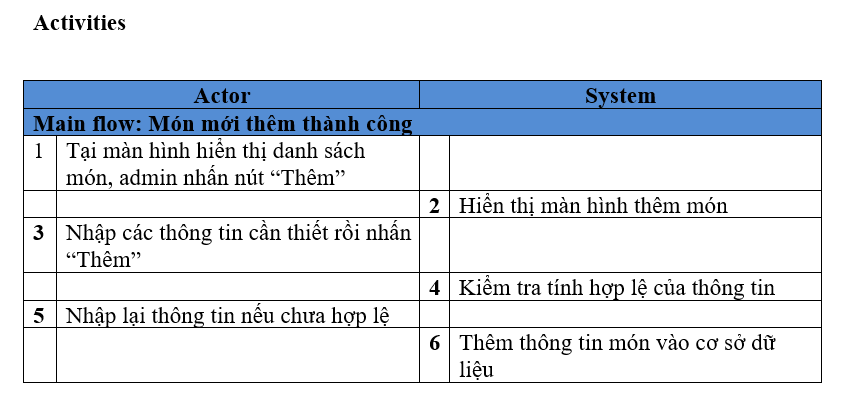 Activities
Actor System
Main flow: Món mới thêm thành công
1 Tại màn hình hiển thị danh sách
món, admin nhấn nút “Thêm”
2 Hiển thị màn hình thêm món
3 Nhập các thông tin cần thiết rồi nhấn
“Thêm”
4 Kiểm tra tính hợp lệ của thông tin
5 Nhập lại thông tin nếu chưa hợp lệ
6 Thêm thông tin món vào cơ sở dữ
liệu